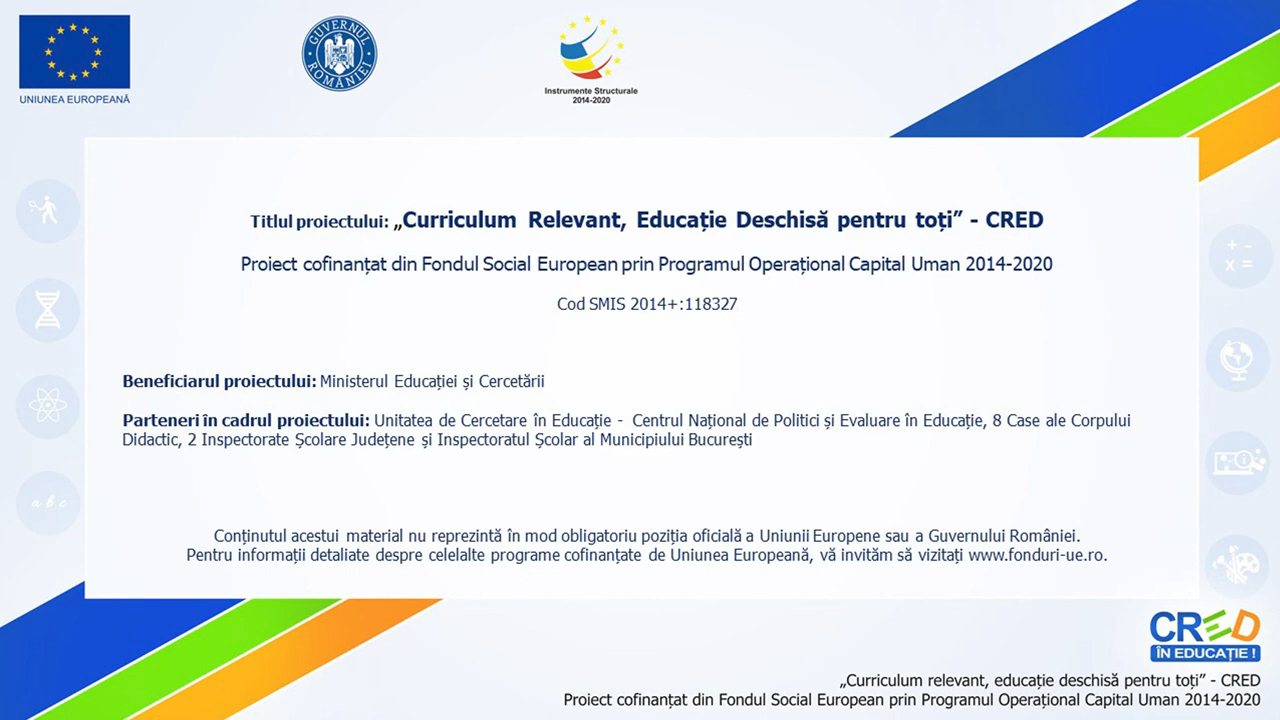 UNIUNEA EUROPEANĂ
GUVERNUL ROMÂNIEI
Instrumente Structurale
2014-2020
Titlul proiectului: „Curriculum Relevant, Educație Deschisă pentru toți” - CRED
Proiect cofinanțat din Fondul Social European prin Programul Operațional Capital Uman 2014-2020
Cod SMIS 2014+:118327
+ -
x =
Beneficiarul proiectului: Ministerul Educației și Cercetării
Parteneri în cadrul proiectului: Unitatea de Cercetare în Educație - Centrul Național de Politici și Evaluare în Educație, 8 Case ale Corpului
Didactic, 2 Inspectorate Școlare Județene și Inspectoratul Școlar al Municipiului București
a b c
Conținutul acestui material nu reprezintă în mod obligatoriu poziția oficială a Uniunii Europene sau a Guvernului României.
Pentru informații detaliate despre celelalte programe cofinanțate de Uniunea Europeană, vă invităm să vizitați www.fonduri-ue.ro.
CRED
ÎN EDUCAȚIE !
„Curriculum relevant, educație deschisă pentru toți” - CRED
Proiect cofinanțat din Fondul Social European prin Programul Operațional Capital Uman 2014-2020